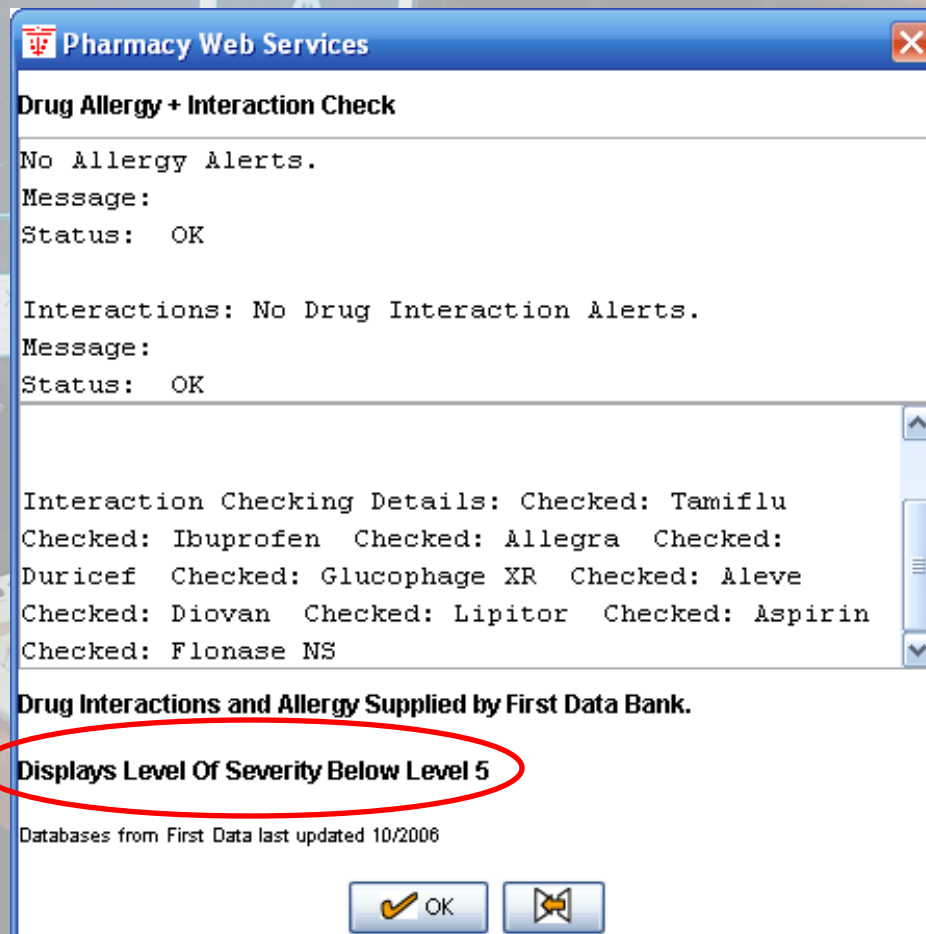 Pharmacy Web Services
Drug Allergy + Interaction Check
No Allergy Alerts.
Message:
Status:  OK
Interactions: No Drug Interaction Alerts.
Message:
Status:  OK
Interaction Checking Details: Checked: Tamiflu
Checked: Ibuprofen  Checked: Allegra  Checked:
Duricef  Checked: Glucophage XR  Checked: Aleve
Checked: Diovan  Checked: Lipitor  Checked: Aspirin
Checked: Flonase NS
Drug Interactions and Allergy Supplied by First Data Bank.
Displays Level Of Severity Below Level 5
Databases from First Data last updated 10/2006
OK